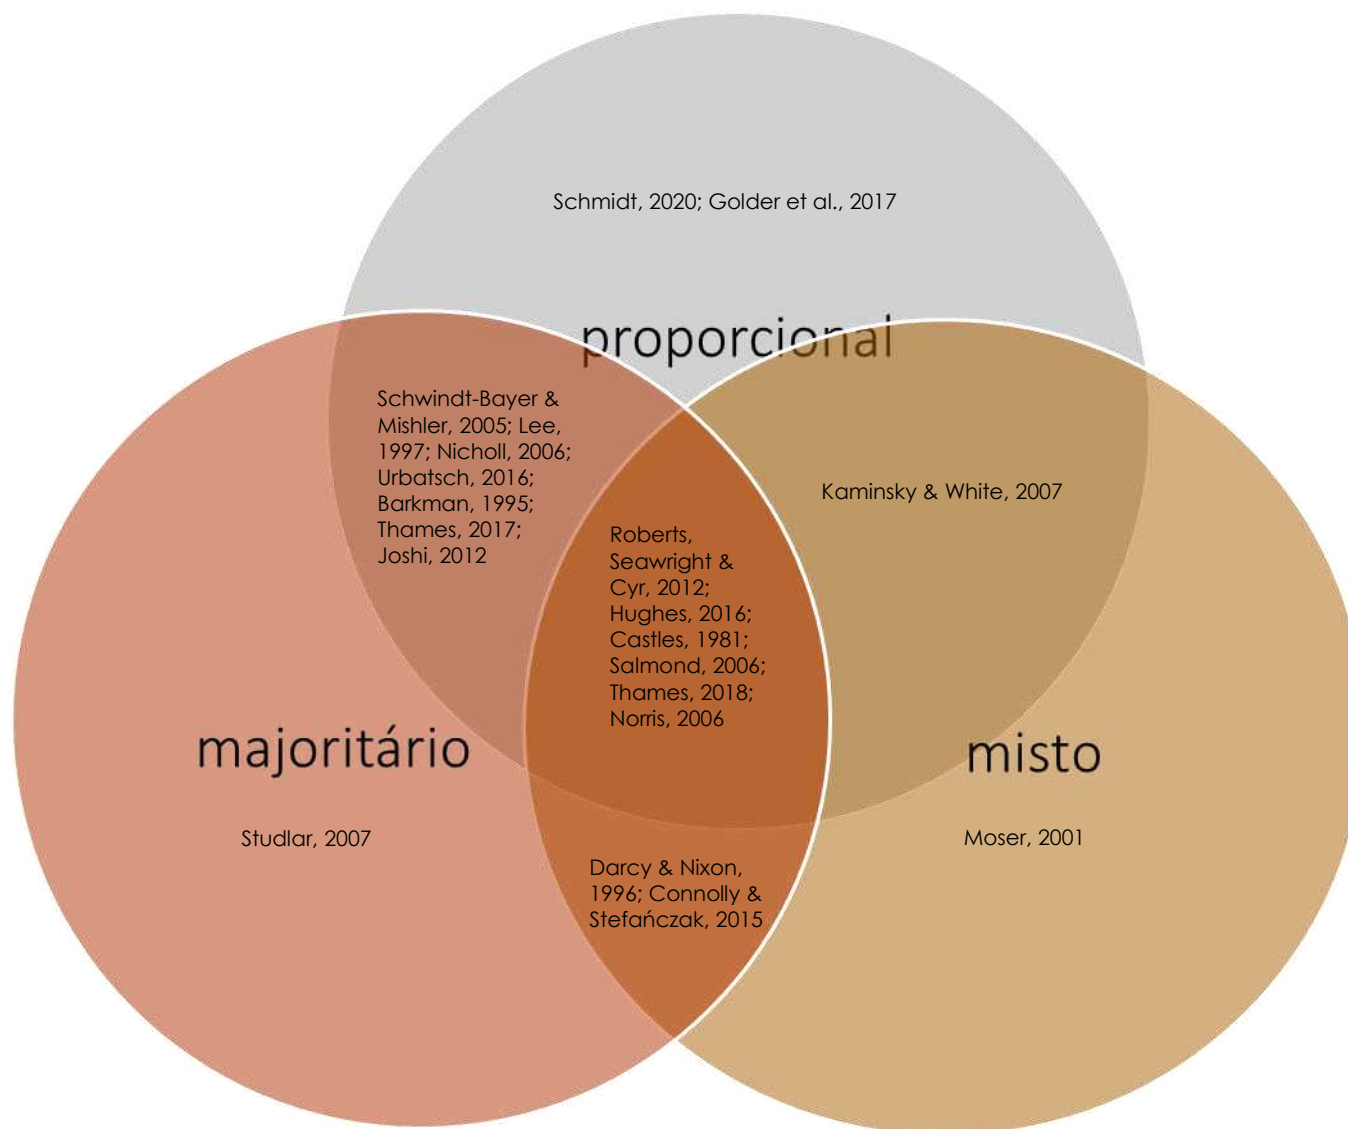 Schmidt, 2020; Golder et al., 2017
proporcional
Schwindt-Bayer &
Mishler, 2005; Lee,
1997; Nicholl, 2006;
Urbatsch, 2016;
Barkman, 1995;
Thames, 2017;
Joshi, 2012
Kaminsky & White, 2007
Roberts,
Seawright &
Cyr, 2012;
Hughes, 2016;
Castles, 1981;
Salmond, 2006;
Thames, 2018;
Norris, 2006
majoritário
misto
Studlar, 2007
Moser, 2001
Darcy & Nixon,
1996; Connolly &
Stefańczak, 2015